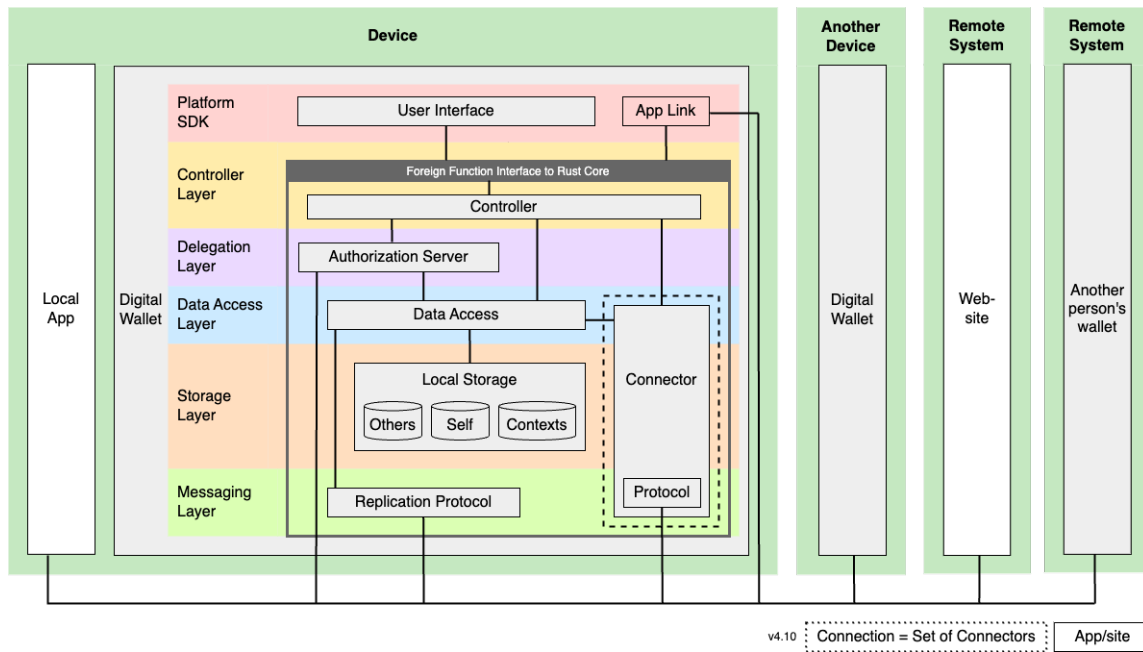 Device
Another
Device
Remote
System
Remote
System
Platform
SDK
User Interface
App Link
Foreign Function Interface to Rust Core
Controller
Layer
Controller
Delegation
Layer
Authorization Server
Local
App
Digital
Wallet
Data Access
Layer
Data Access
Digital
Wallet
Web-
site
Another
person's
wallet
Storage
Layer
Local Storage
Others
Self
Contexts
Connector
Messaging
Layer
Replication Protocol
Protocol
v4.10
Connection = Set of Connectors
App/site